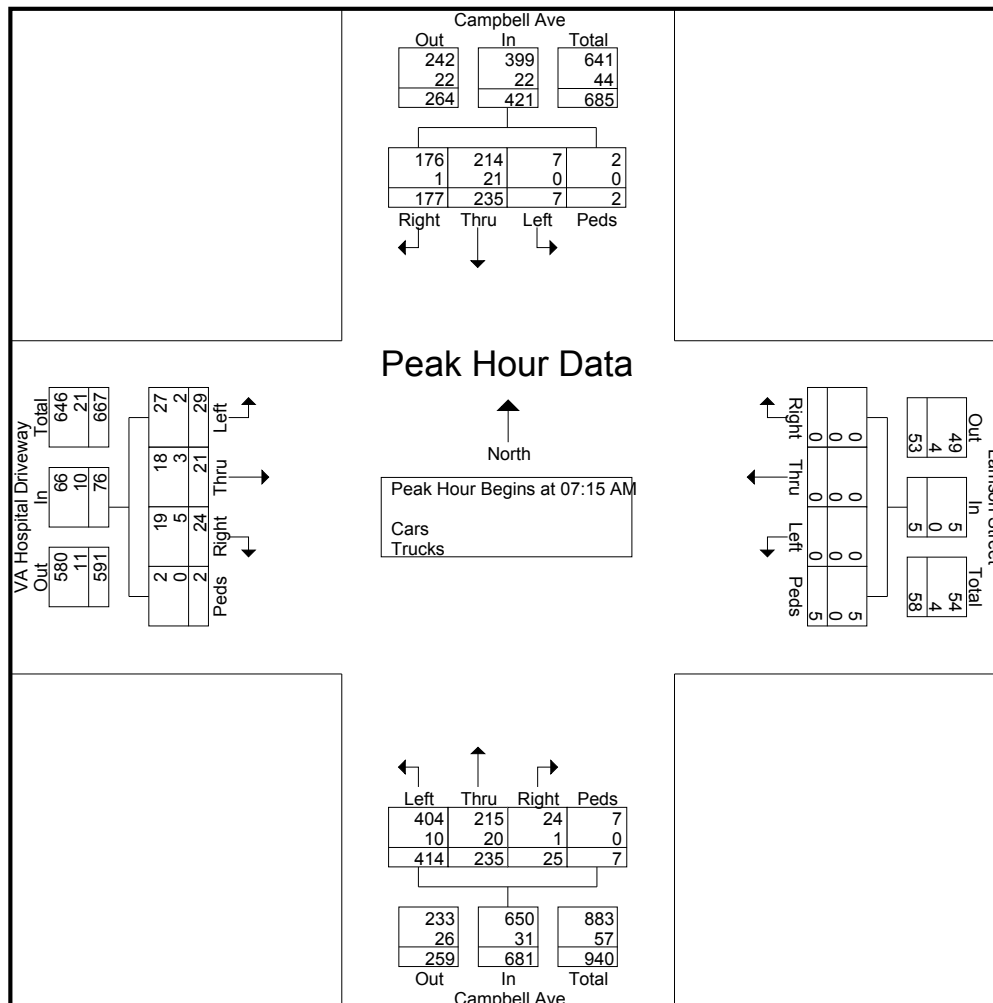 Campbell Ave
Out In Total
242 399 641
22 22 44
264 421 685
176 214 7 2
1 21 0 0
177 235 7 2
Right Thru Left Peds
Peak Hour Data
North
Peak Hour Begins at 07:15 AM
Cars
Trucks
VA Hospital Driveway
Out In Total
580 66 646
11 10 21
591 76 667
2 19 18 27
0 5 3 2
2 24 21 29
Peds Right Thru Left
Out In Total
49 5 54
4 0 4
53 5 58
0 0 0 5
0 0 0 0
0 0 0 5
Right Thru Left Peds
Left Thru Right Peds
404 215 24 7
10 20 1 0
414 235 25 7
233 650 883
26 31 57
259 681 940
Out In Total
Campbell Ave